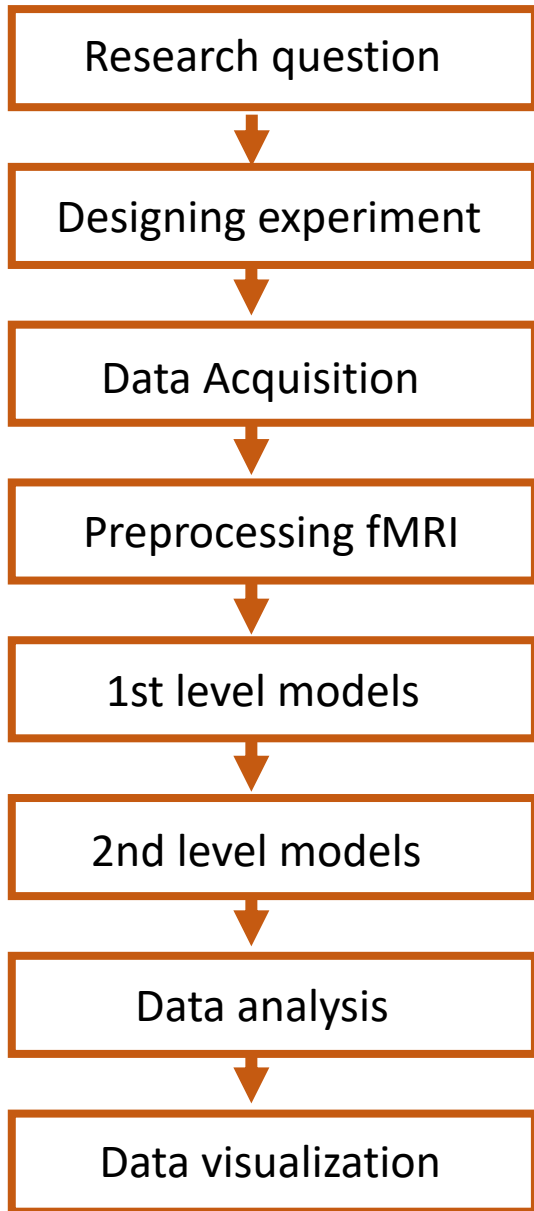 Research question
Designing experiment
Data Acquisition
Preprocessing fMRI
1st level models
2nd level models
Data analysis
Data visualization